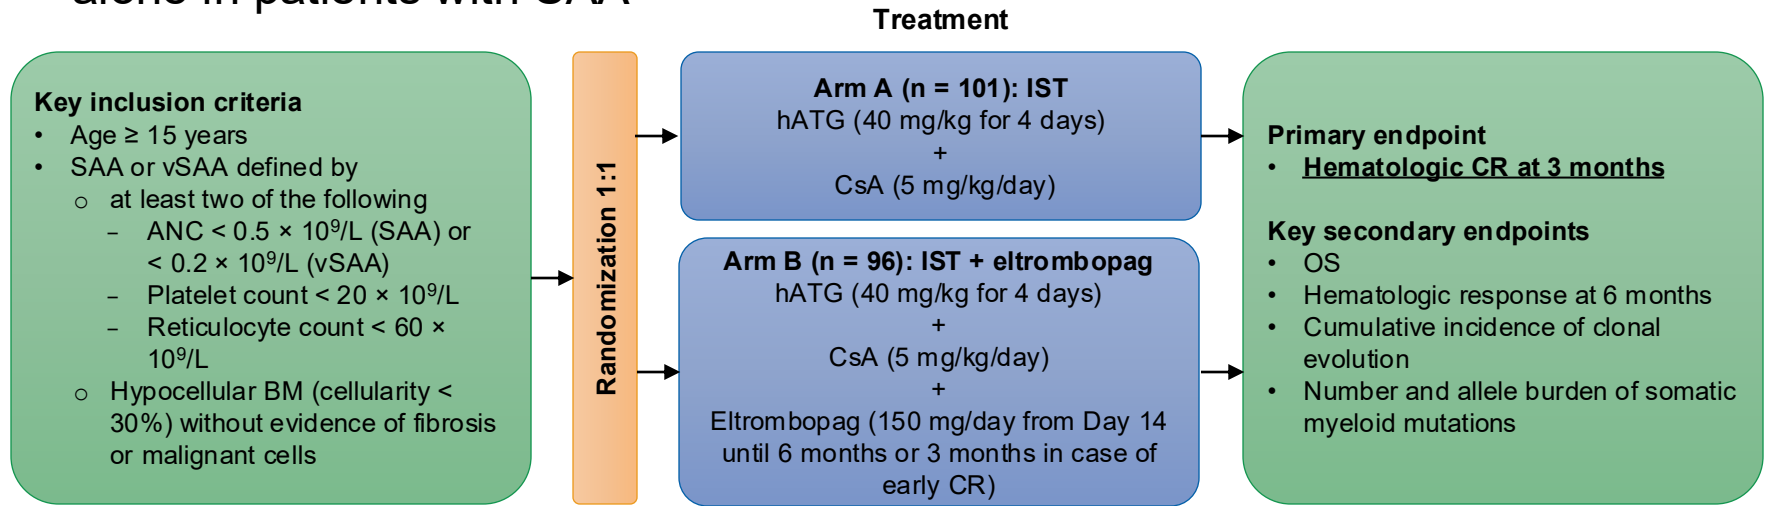 alone in patients with SAA
Treatment
Key inclusion criteria
• Age ≥ 15 years
• SAA or vSAA defined by
o at least two of the following
– ANC < 0.5 × 10⁹/L (SAA) or
< 0.2 × 10⁹/L (vSAA)
– Platelet count < 20 × 10⁹/L
– Reticulocyte count < 60 ×
10⁹/L
o Hypocellular BM (cellularity <
30%) without evidence of fibrosis
or malignant cells
Randomization 1:1
Arm A (n = 101): IST
hATG (40 mg/kg for 4 days)
+
CsA (5 mg/kg/day)
Arm B (n = 96): IST + eltrombopag
hATG (40 mg/kg for 4 days)
+
CsA (5 mg/kg/day)
+
Eltrombopag (150 mg/day from Day 14
until 6 months or 3 months in case of
early CR)
Primary endpoint
• Hematologic CR at 3 months
Key secondary endpoints
• OS
• Hematologic response at 6 months
• Cumulative incidence of clonal
evolution
• Number and allele burden of somatic
myeloid mutations